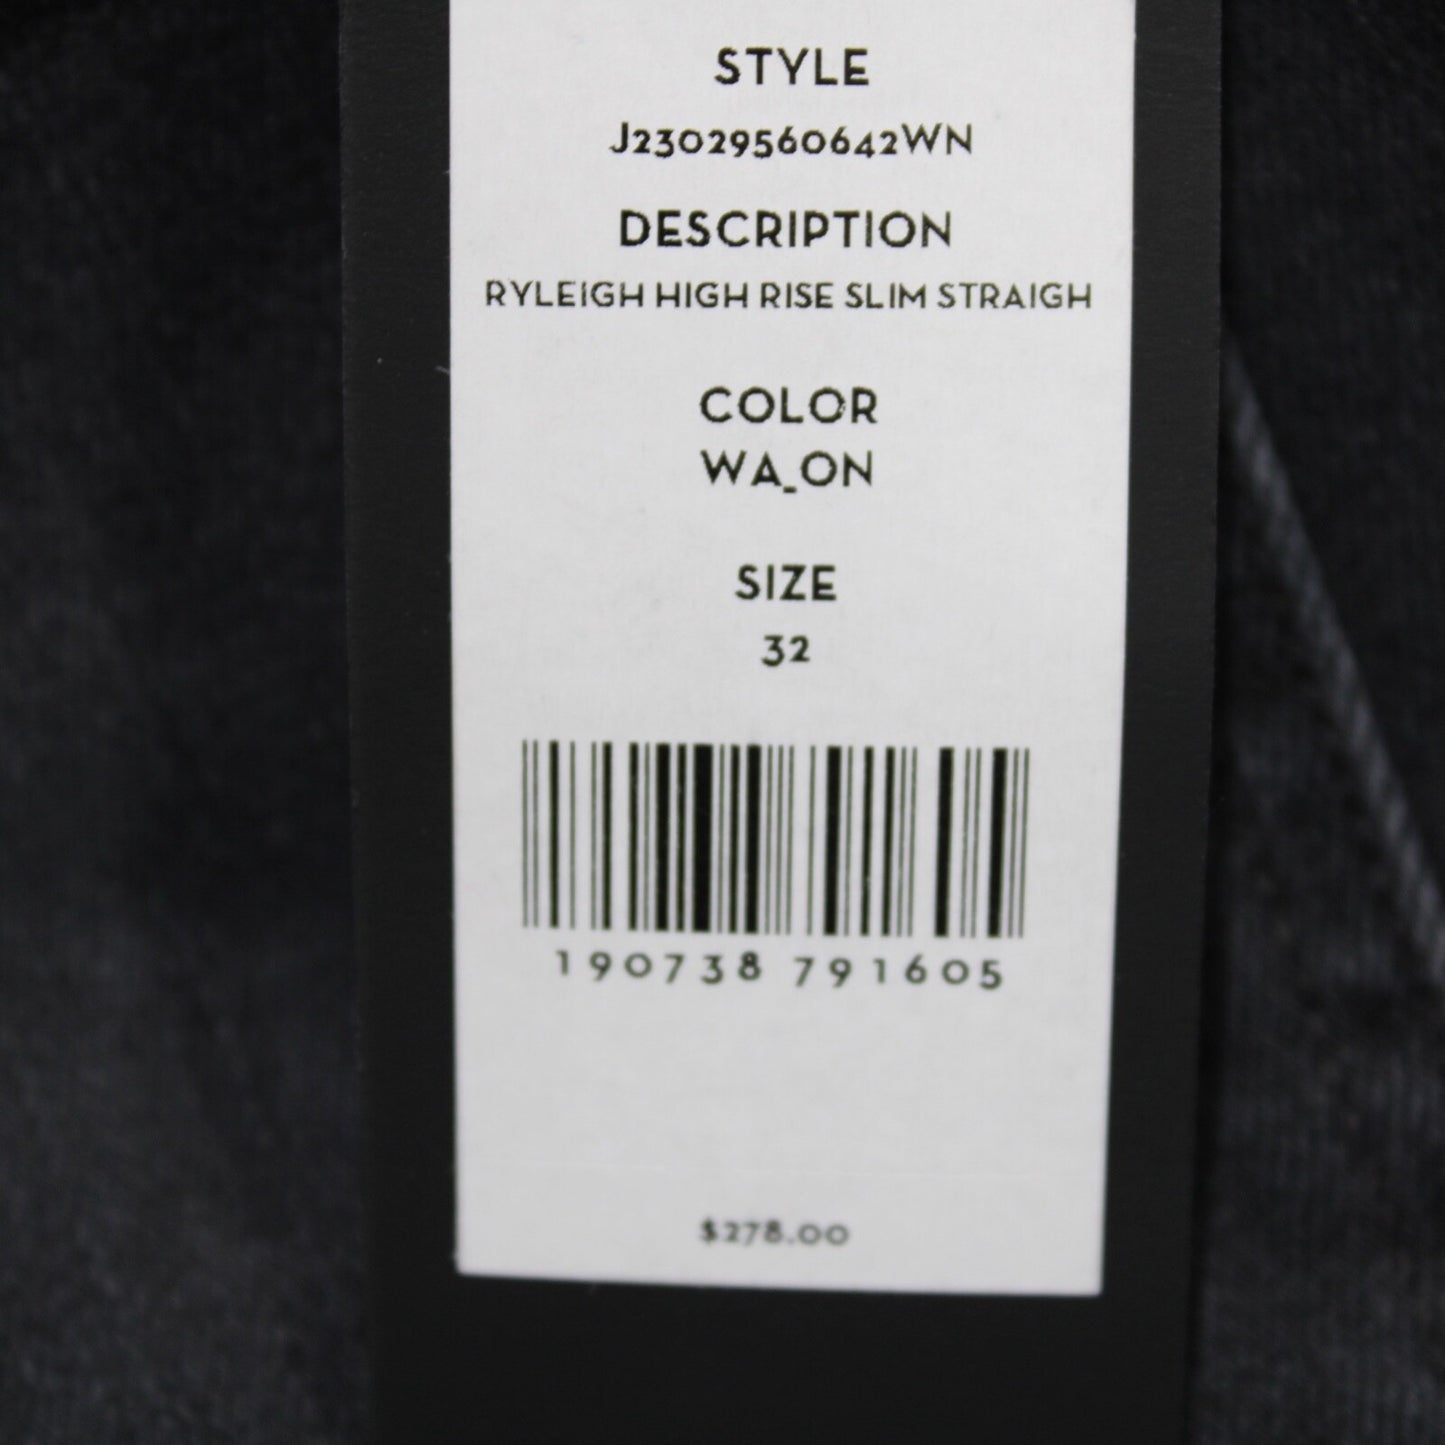 STYLE
J23029560642WN
DESCRIPTION
RYLEIGH HIGH RISE SLIM STRAIGH
COLOR
WA_ON
SIZE
32
190738 791605
$278.00